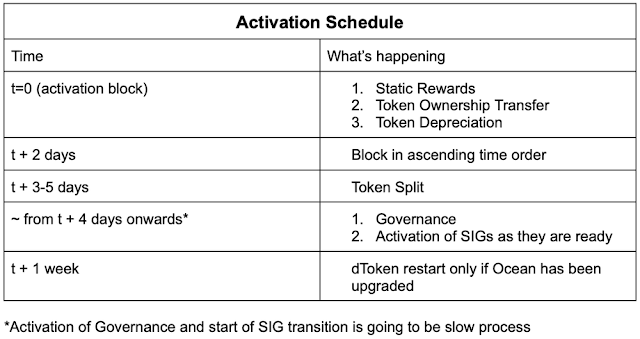 Activation Schedule
Time
What's happening
t=0 (activation block)
1. Static Rewards
2. Token Ownership Transfer
3. Token Depreciation
t + 2 days
Block in ascending time order
t + 3-5 days
Token Split
~ from t + 4 days onwards*
1. Governance
2. Activation of SIGs as they are ready
t + 1 week
dToken restart only if Ocean has been
upgraded
*Activation of Governance and start of SIG transition is going to be slow process